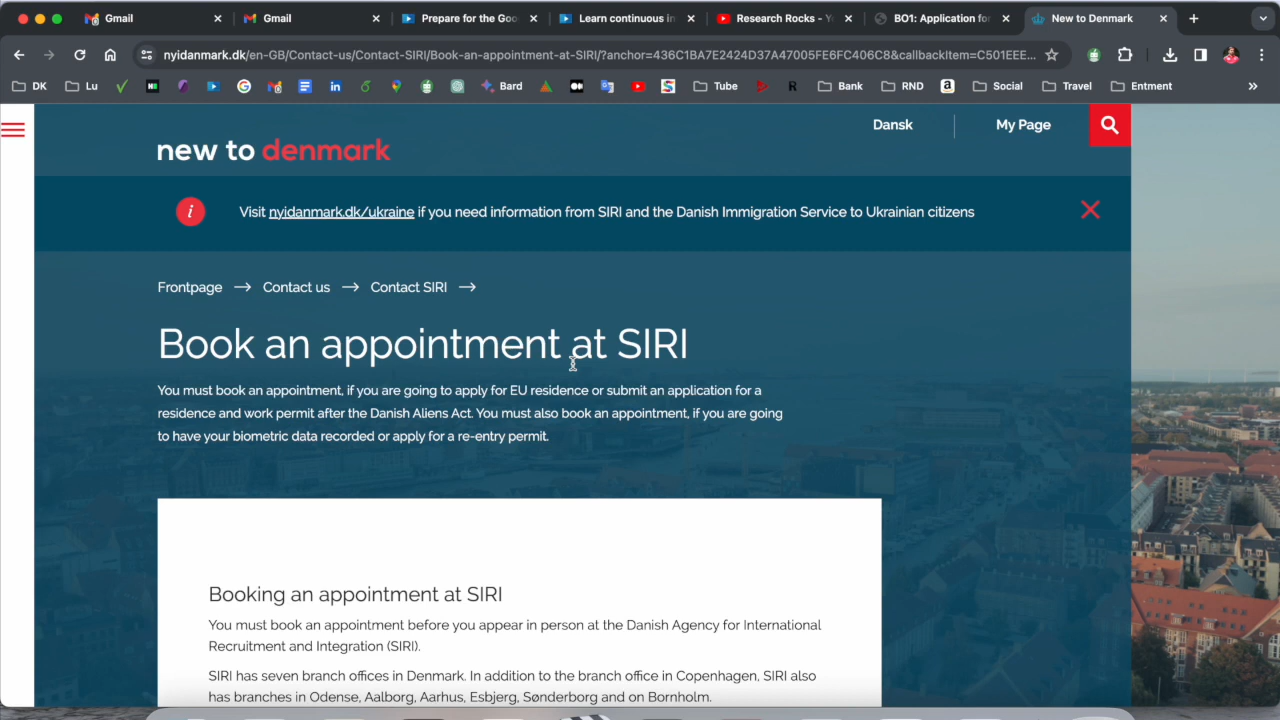 Gmail
Gmail
Prepare for the Goo
Learn continuous in
Research Rocks - Yo
BO1: Application for
New to Denmark
nyidanmark.dk/en-GB/Contact-us/Contact-SIRI/Book-an-appointment-at-SIRI/?anchor=436C1BA7E2424D37A47005FE6FC406C8&callbackItem=C501EEE...
DK
Lu
Bard
Tube
R
Bank
RND
a
Social
Travel
Entment
Dansk
My Page
new to denmark
Visit nyidanmark.dk/ukraine if you need information from SIRI and the Danish Immigration Service to Ukrainian citizens
Frontpage
Contact us
Contact SIRI
Book an appointment at SIRI
You must book an appointment, if you are going to apply for EU residence or submit an application for a
residence and work permit after the Danish Aliens Act. You must also book an appointment, if you are going
to have your biometric data recorded or apply for a re-entry permit.
Booking an appointment at SIRI
You must book an appointment before you appear in person at the Danish Agency for International
Recruitment and Integration (SIRI).
SIRI has seven branch offices in Denmark. In addition to the branch office in Copenhagen, SIRI also
has branches in Odense, Aalborg, Aarhus, Esbjerg, Sønderborg and on Bornholm.